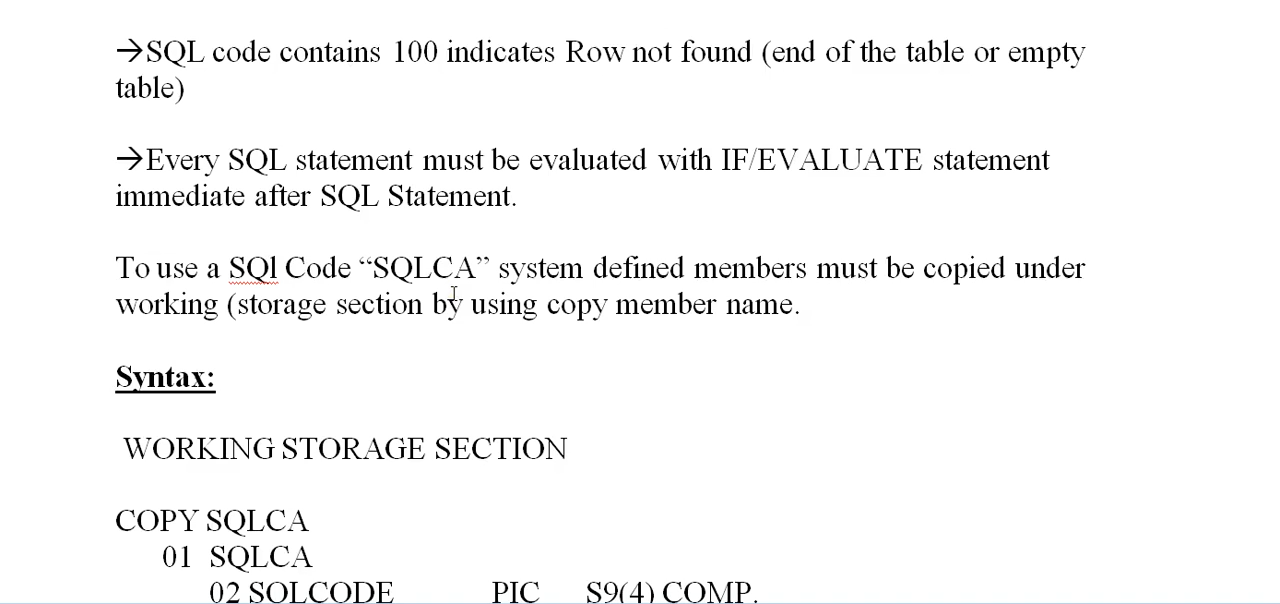 →SQL code contains 100 indicates Row not found (end of the table or empty
table)
→Every SQL statement must be evaluated with IF/EVALUATE statement
immediate after SQL Statement.
To use a SQl Code “SQLCA” system defined members must be copied under
working (storage section by using copy member name.
Syntax:
WORKING STORAGE SECTION
COPY SQLCA
01 SQLCA
02 SQLCODE PIC S9(4) COMP.